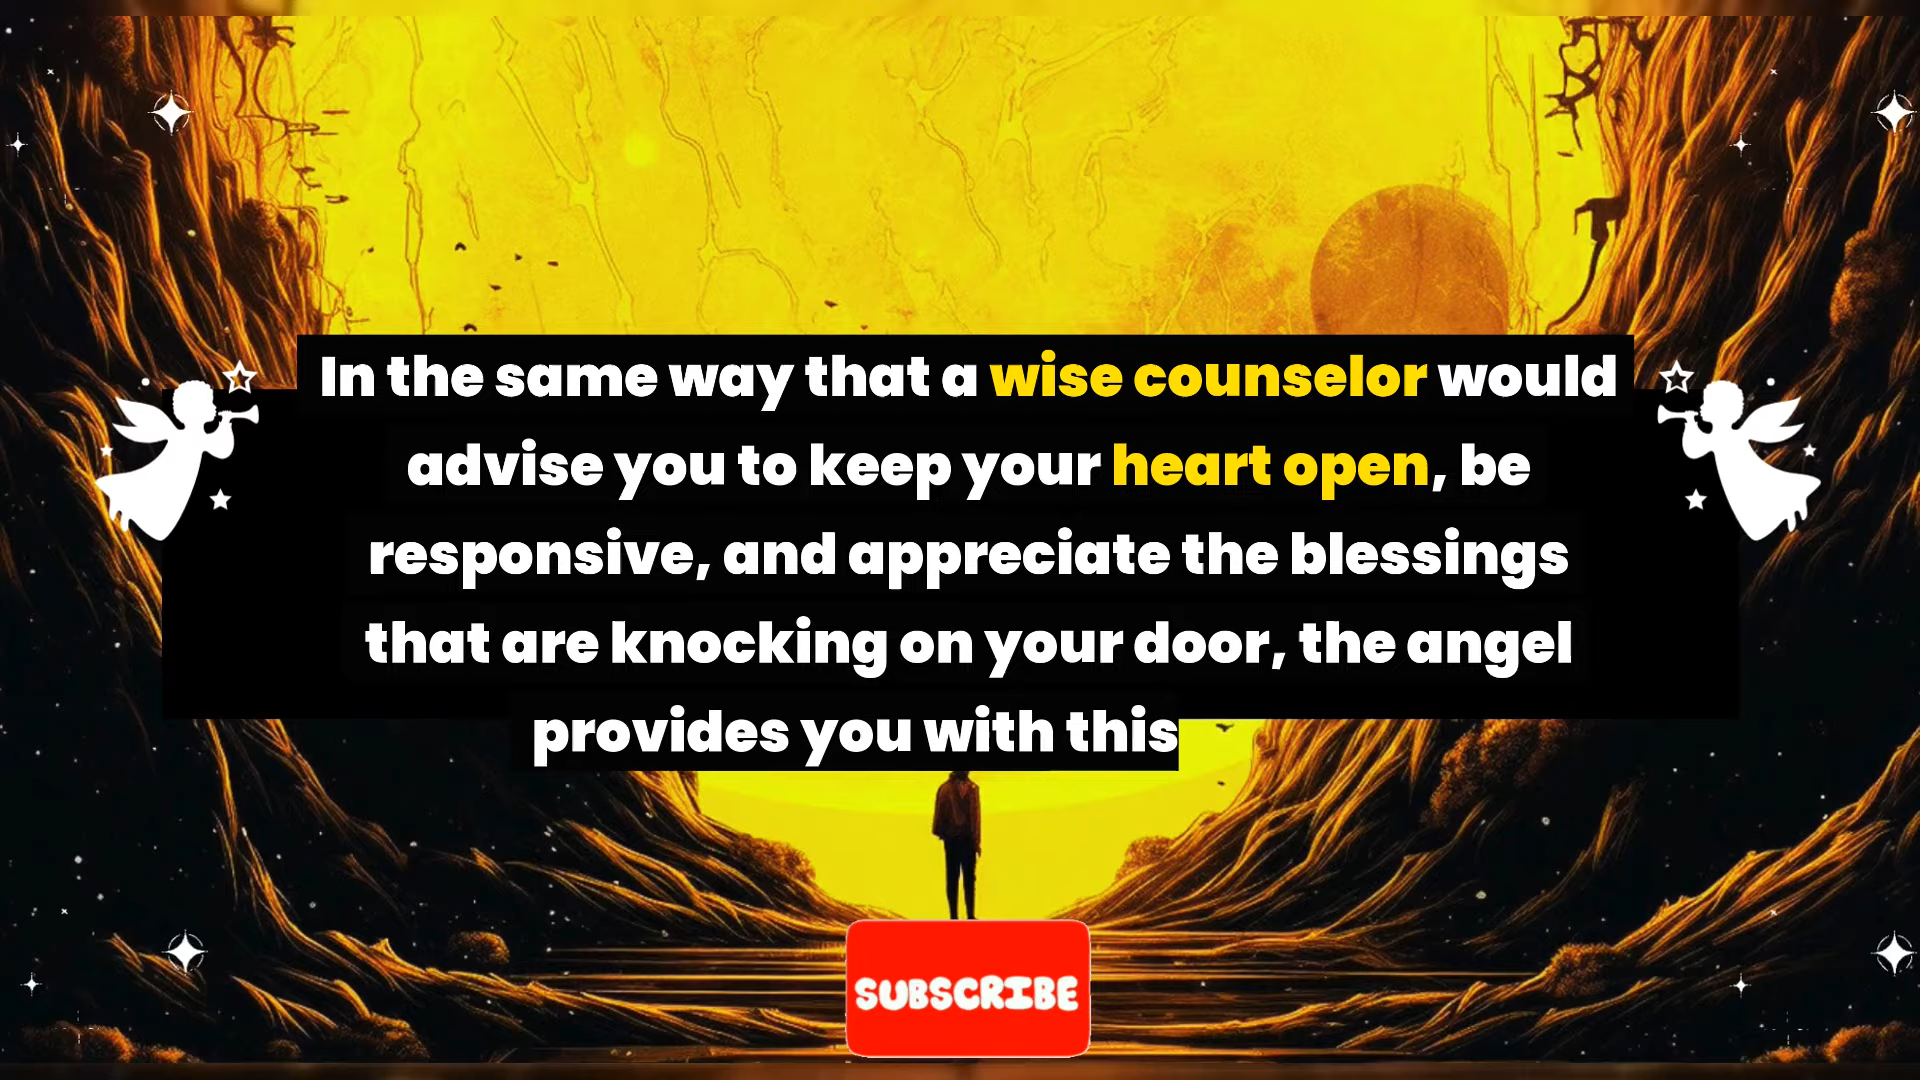 In the same way that a wise counselor would
advise you to keep your heart open, be
responsive, and appreciate the blessings
that are knocking on your door, the angel
provides you with this
SUBSCRIBE